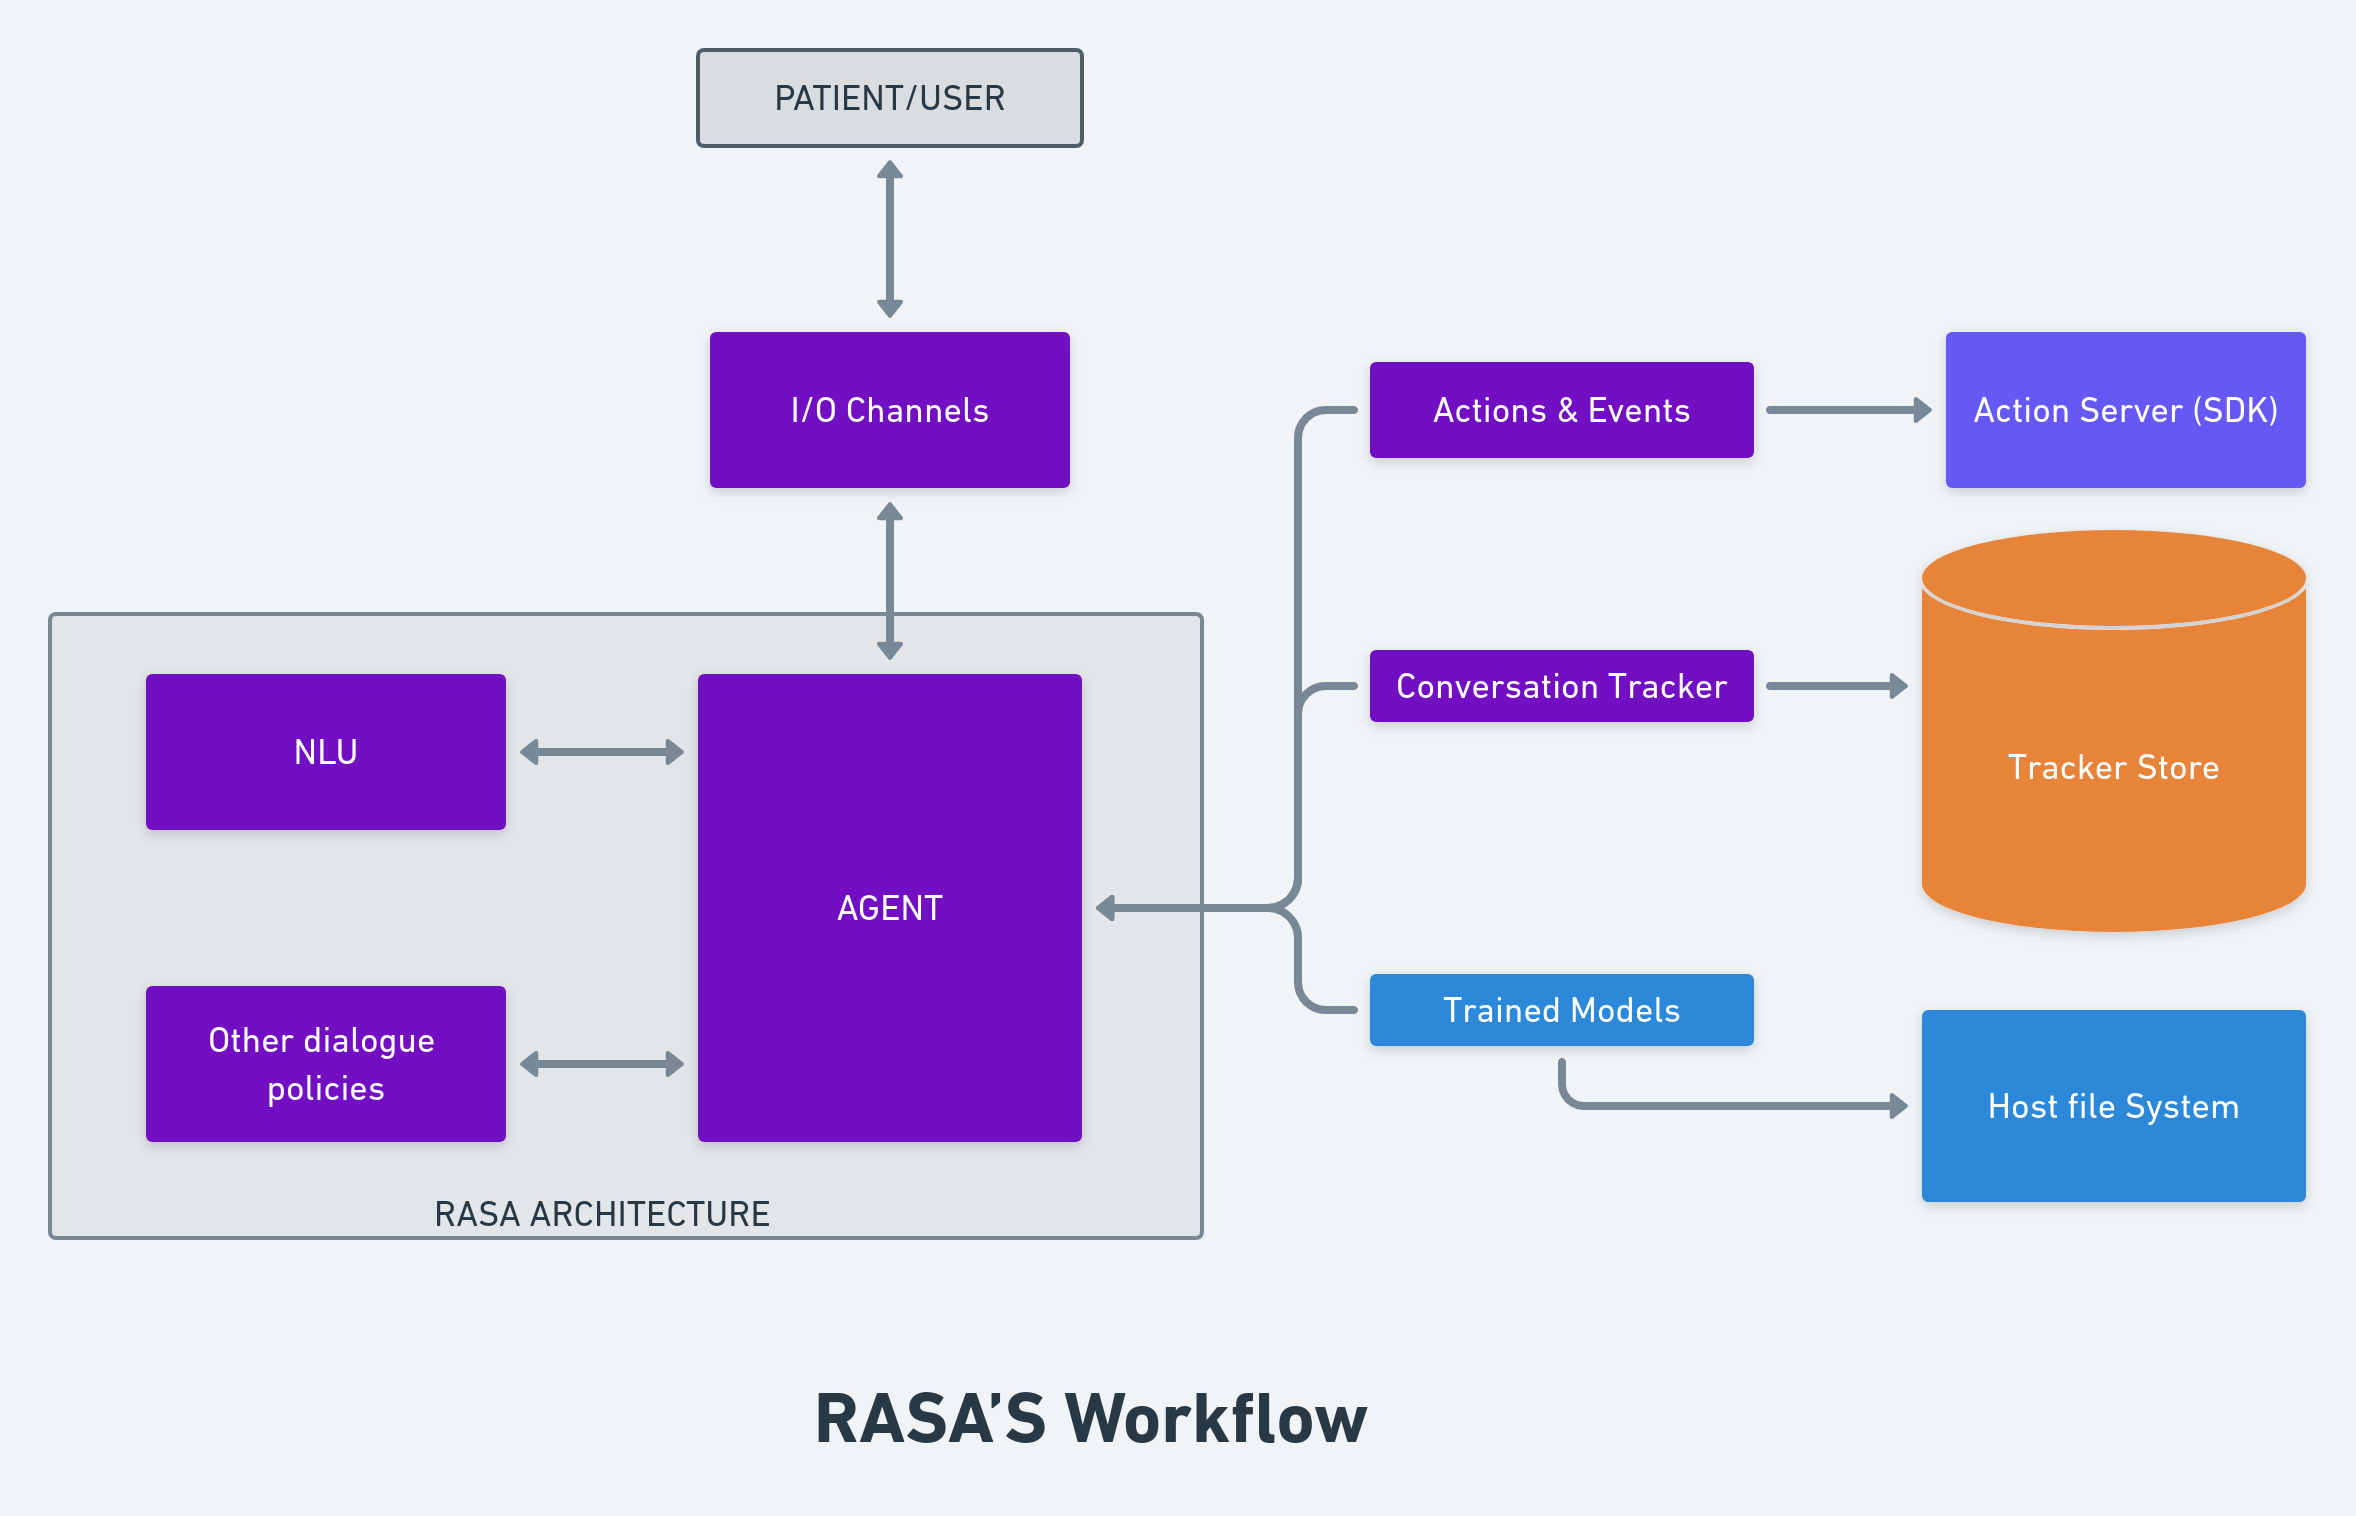 PATIENT/USER
I/O Channels
Actions & Events
Action Server (SDK)
Conversation Tracker
Tracker Store
NLU
AGENT
Other dialogue
policies
Trained Models
Host file System
RASA ARCHITECTURE
RASA’S Workflow